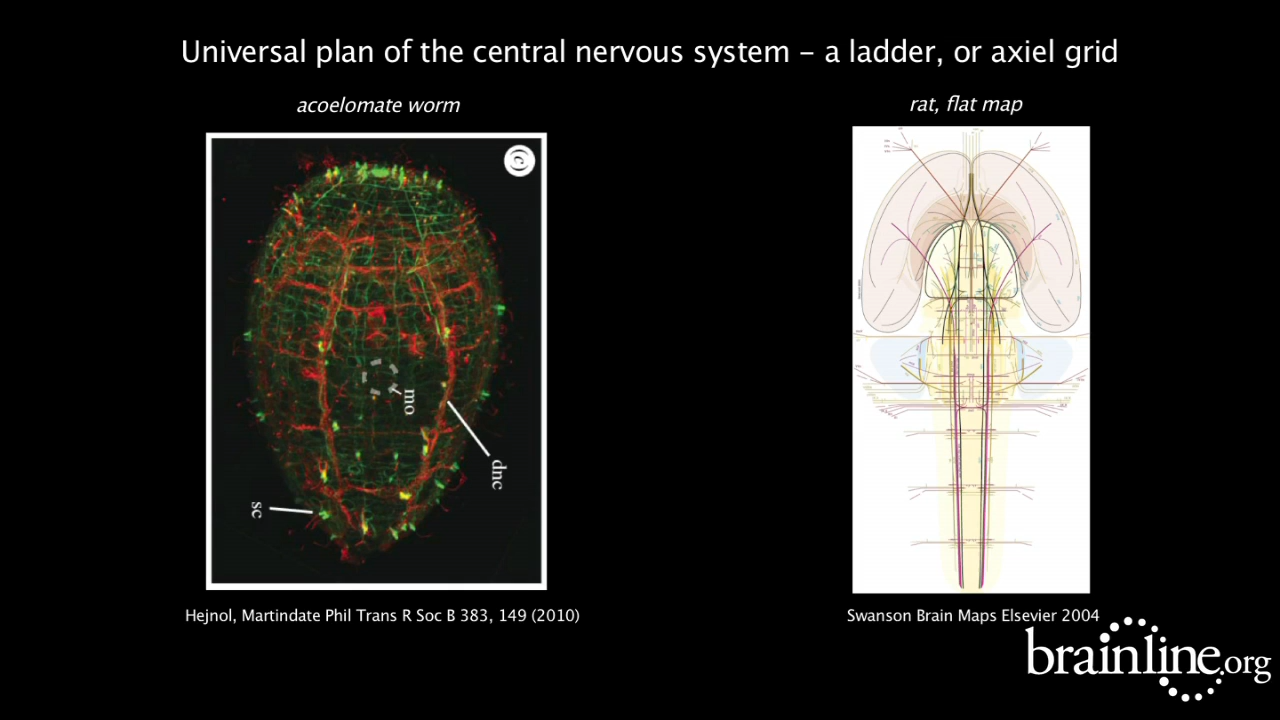 Universal plan of the central nervous system – a ladder, or axiel grid
acoelomate worm
rat, flat map
(c)
mo
dnc
sc
Hejnol, Martindate Phil Trans R Soc B 383, 149 (2010)
Swanson Brain Maps Elsevier 2004
brainline.org